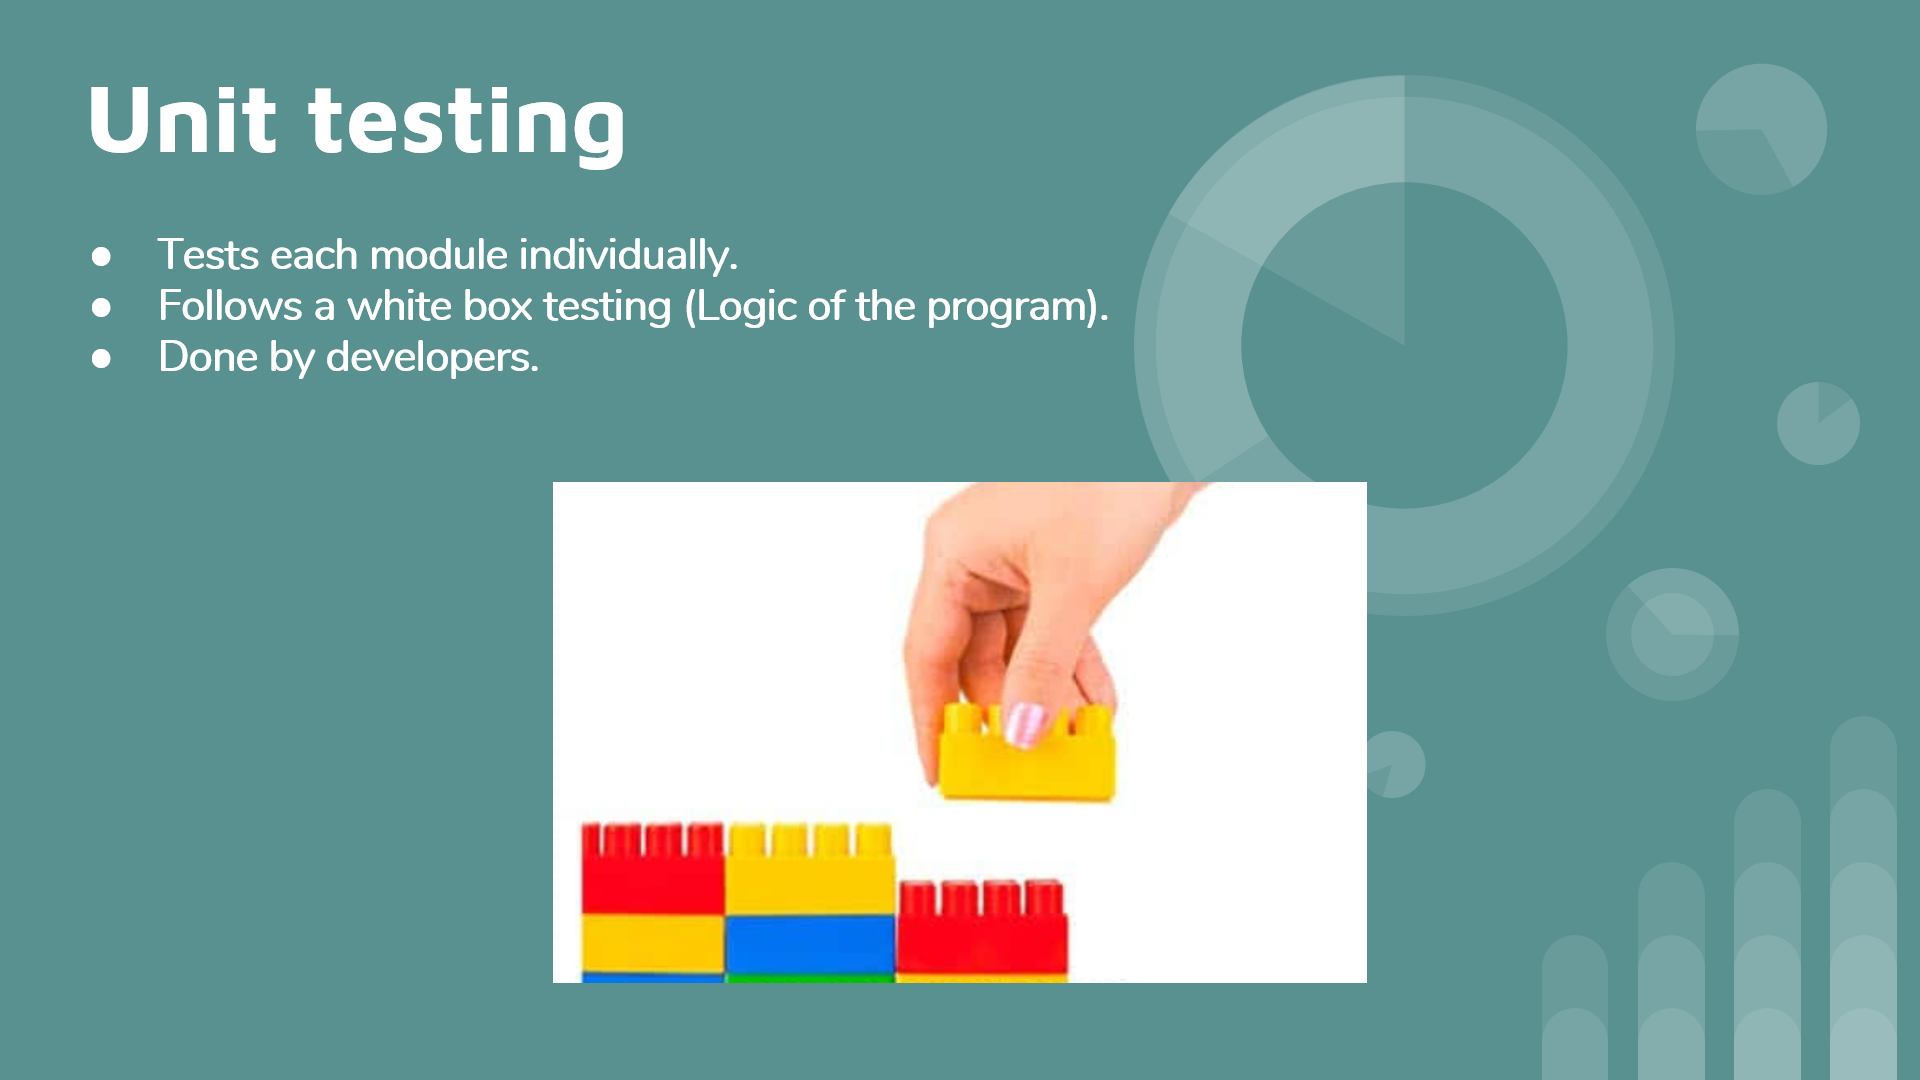 Unit testing
● Tests each module individually.
● Follows a white box testing (Logic of the program).
● Done by developers.